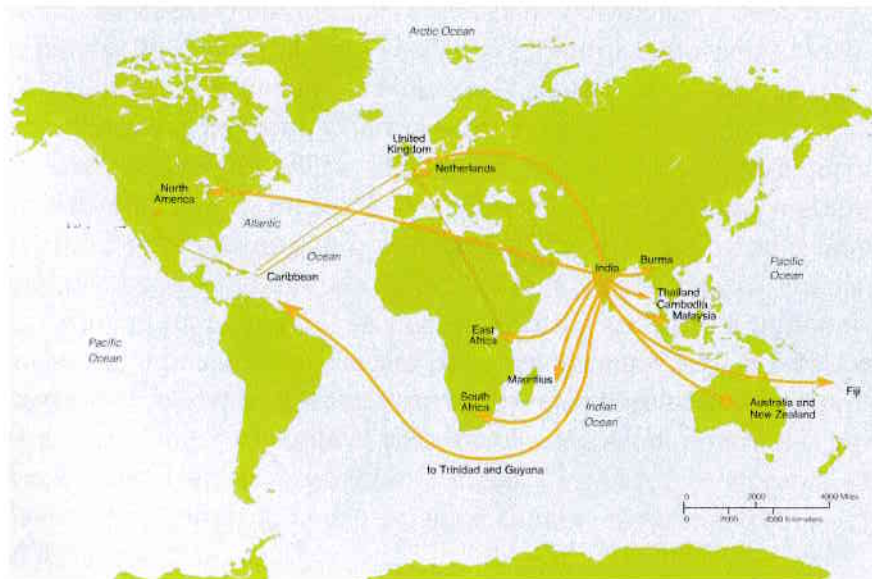 Arctic Ocean
United
Kingdom
Netherlands
North
America
Atlantic
Ocean
Caribbean
India
Burma
Pacific
Ocean
Thailand
Cambodia
Malaysia
East
Africa
Pacific
Ocean
Mauritius
Fiji
South
Africa
Indian
Ocean
Australia and
New Zealand
to Trinidad and Guyana
0 2000 4000 Miles
0 2000 4000 Kilometers